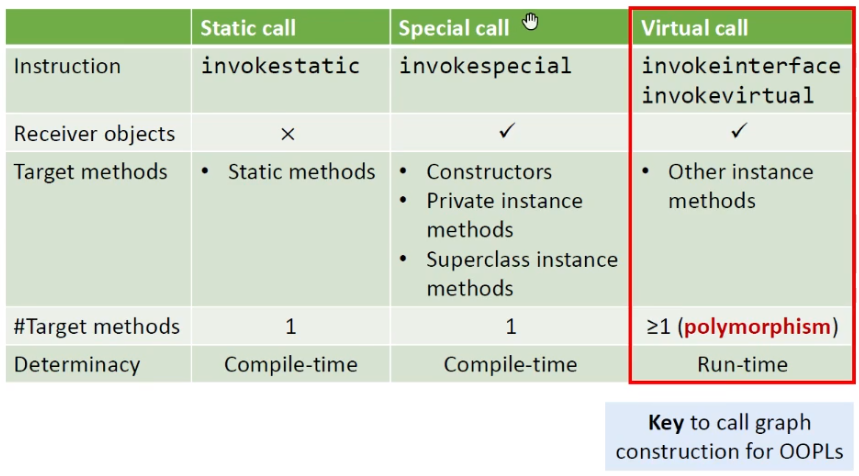 Static call Special call Virtual call
Instruction invokestatic invokespecial invokeinterface
invokevirtual
Receiver objects × ✓ ✓
Target methods • Static methods • Constructors • Other instance
• Private instance methods
methods
• Superclass instance
methods
#Target methods 1 1 ≥1 (polymorphism)
Determinacy Compile-time Compile-time Run-time
Key to call graph
construction for OOPLs